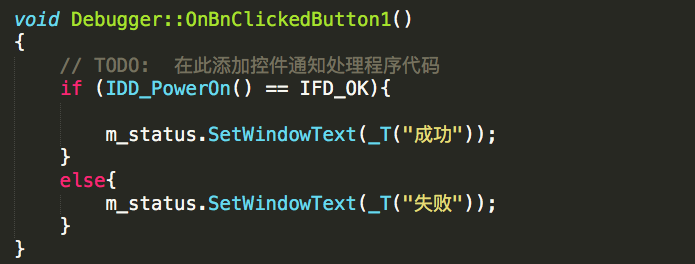 void Debugger::OnBnClickedButton1()
{
    // TODO:  在此添加控件通知处理程序代码
    if (IDD_PowerOn() == IFD_OK){

        m_status.SetWindowText(_T("成功"));
    }
    else{
        m_status.SetWindowText(_T("失败"));
    }
}